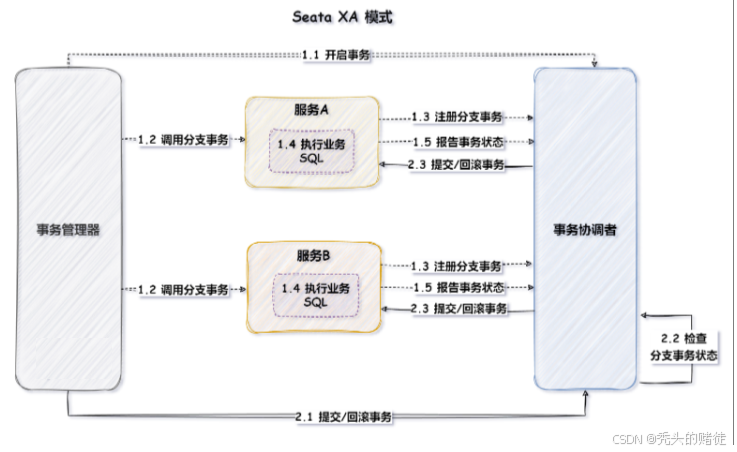 Seata XA 模式
1.1 开启事务
服务A
1.3 注册分支事务
1.2 调用分支事务
1.4 执行业务
SQL
1.5 报告事务状态
2.3 提交/回滚事务
事务管理器
事务协调者
服务B
1.3 注册分支事务
1.2 调用分支事务
1.4 执行业务
SQL
1.5 报告事务状态
2.3 提交/回滚事务
2.2 检查
分支事务状态
2.1 提交/回滚事务
CSDN @秃头的赌徒